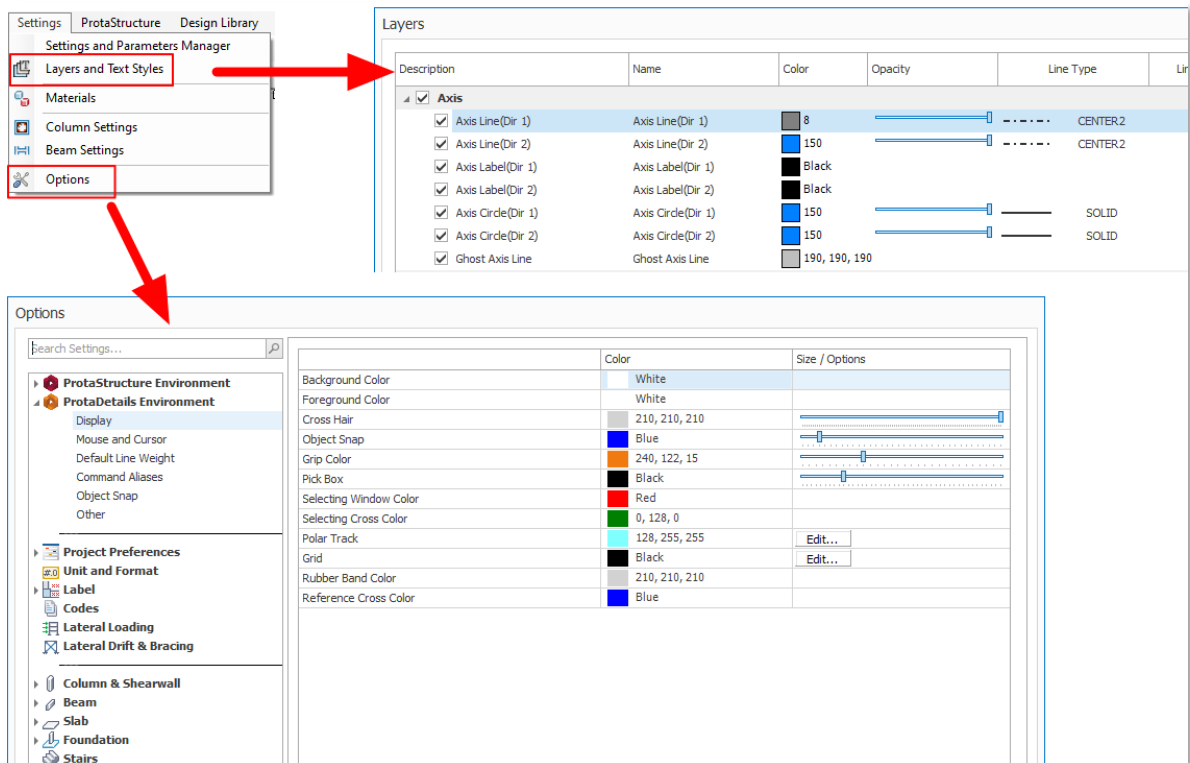 Settings ProtaStructure Design Library
Settings and Parameters Manager
Layers and Text Styles
Materials
Column Settings
Beam Settings
Options
Layers
Description Name Color Opacity Line Type
Axis
Axis Line(Dir 1) Axis Line(Dir 1) 8 CENTER2
Axis Line(Dir 2) Axis Line(Dir 2) 150 CENTER2
Axis Label(Dir 1) Axis Label(Dir 1) Black
Axis Label(Dir 2) Axis Label(Dir 2) Black
Axis Circle(Dir 1) Axis Circle(Dir 1) 150 SOLID
Axis Circle(Dir 2) Axis Circle(Dir 2) 150 SOLID
Ghost Axis Line Ghost Axis Line 190, 190, 190
Options
Search Settings...
ProtaStructure Environment
ProtaDetails Environment
Display
Mouse and Cursor
Default Line Weight
Command Aliases
Object Snap
Other
Project Preferences
Unit and Format
Label
Codes
Lateral Loading
Lateral Drift & Bracing
Column & Shearwall
Beam
Slab
Foundation
Stairs
Color Size / Options
Background Color White
Foreground Color White
Cross Hair 210, 210, 210
Object Snap Blue
Grip Color 240, 122, 15
Pick Box Black
Selecting Window Color Red
Selecting Cross Color 0, 128, 0
Polar Track 128, 255, 255 Edit...
Grid Black Edit...
Rubber Band Color 210, 210, 210
Reference Cross Color Blue